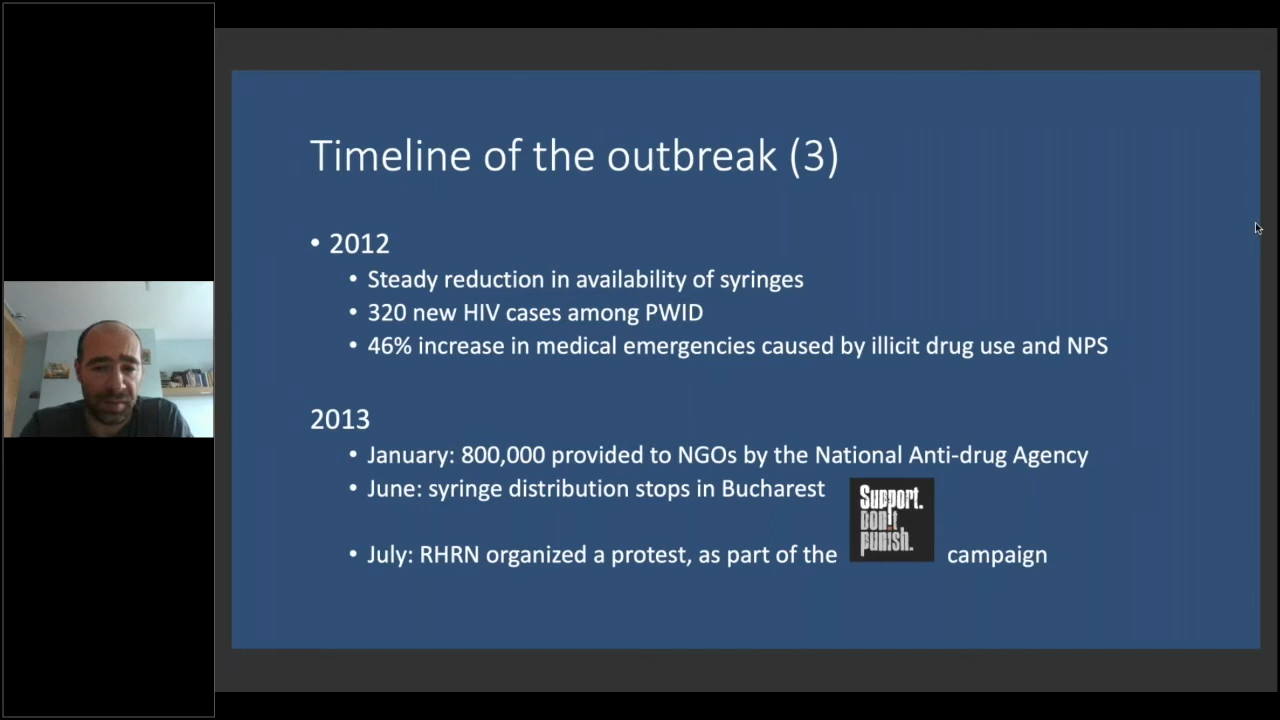 Timeline of the outbreak (3)
• 2012
• Steady reduction in availability of syringes
• 320 new HIV cases among PWID
• 46% increase in medical emergencies caused by illicit drug use and NPS
2013
• January: 800,000 provided to NGOs by the National Anti-drug Agency
• June: syringe distribution stops in Bucharest
Support.
Don't
punish.
• July: RHRN organized a protest, as part of the campaign